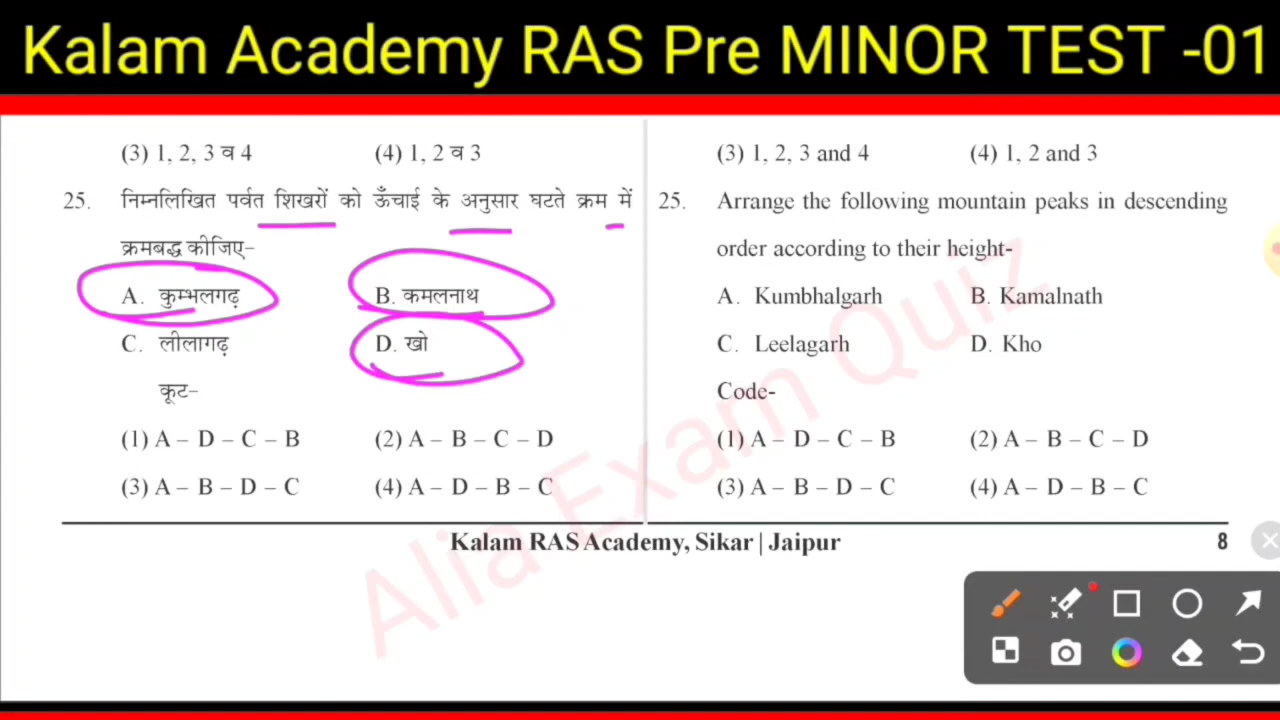 Kalam Academy RAS Pre MINOR TEST -01
(3) 1, 2, 3 व 4 (4) 1, 2 व 3
25. निम्नलिखित पर्वत शिखरों को ऊँचाई के अनुसार घटते क्रम में
क्रमबद्ध कीजिए-
A. कुम्भलगढ़ B. कमलनाथ
C. लीलागढ़ D. खो
कूट-
(1) A – D – C – B (2) A – B – C – D
(3) A – B – D – C (4) A – D – B – C
(3) 1, 2, 3 and 4 (4) 1, 2 and 3
25. Arrange the following mountain peaks in descending
order according to their height-
A. Kumbhalgarh B. Kamalnath
C. Leelagarh D. Kho
Code-
(1) A – D – C – B (2) A – B – C – D
(3) A – B – D – C (4) A – D – B – C
Kalam RAS Academy, Sikar | Jaipur 8
Alia Exam Quiz